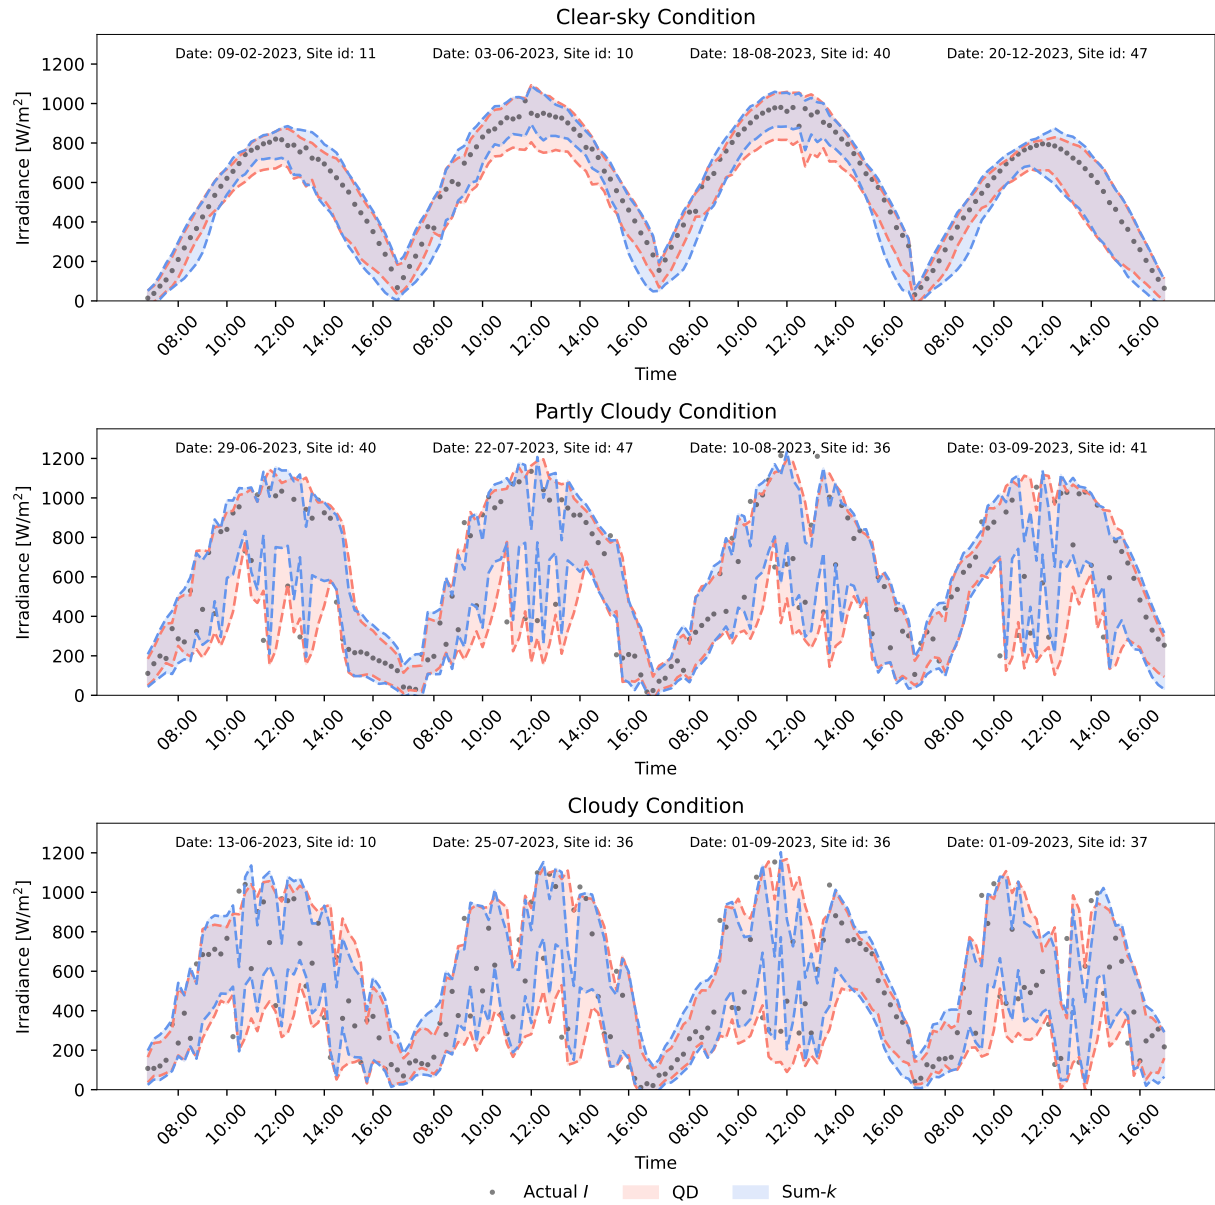 Clear-sky Condition
Date: 09-02-2023, Site id: 11 Date: 03-06-2023, Site id: 10 Date: 18-08-2023, Site id: 40 Date: 20-12-2023, Site id: 47
1200
1000
800
600
400
200
0
Irradiance [W/m²]
08:00 10:00 12:00 14:00 16:00 08:00 10:00 12:00 14:00 16:00 08:00 10:00 12:00 14:00 16:00 08:00 10:00 12:00 14:00 16:00
Time
Partly Cloudy Condition
Date: 29-06-2023, Site id: 40 Date: 22-07-2023, Site id: 47 Date: 10-08-2023, Site id: 36 Date: 03-09-2023, Site id: 41
1200
1000
800
600
400
200
0
Irradiance [W/m²]
08:00 10:00 12:00 14:00 16:00 08:00 10:00 12:00 14:00 16:00 08:00 10:00 12:00 14:00 16:00 08:00 10:00 12:00 14:00 16:00
Time
Cloudy Condition
Date: 13-06-2023, Site id: 10 Date: 25-07-2023, Site id: 36 Date: 01-09-2023, Site id: 36 Date: 01-09-2023, Site id: 37
1200
1000
800
600
400
200
0
Irradiance [W/m²]
08:00 10:00 12:00 14:00 16:00 08:00 10:00 12:00 14:00 16:00 08:00 10:00 12:00 14:00 16:00 08:00 10:00 12:00 14:00 16:00
Time
Actual I QD Sum-k